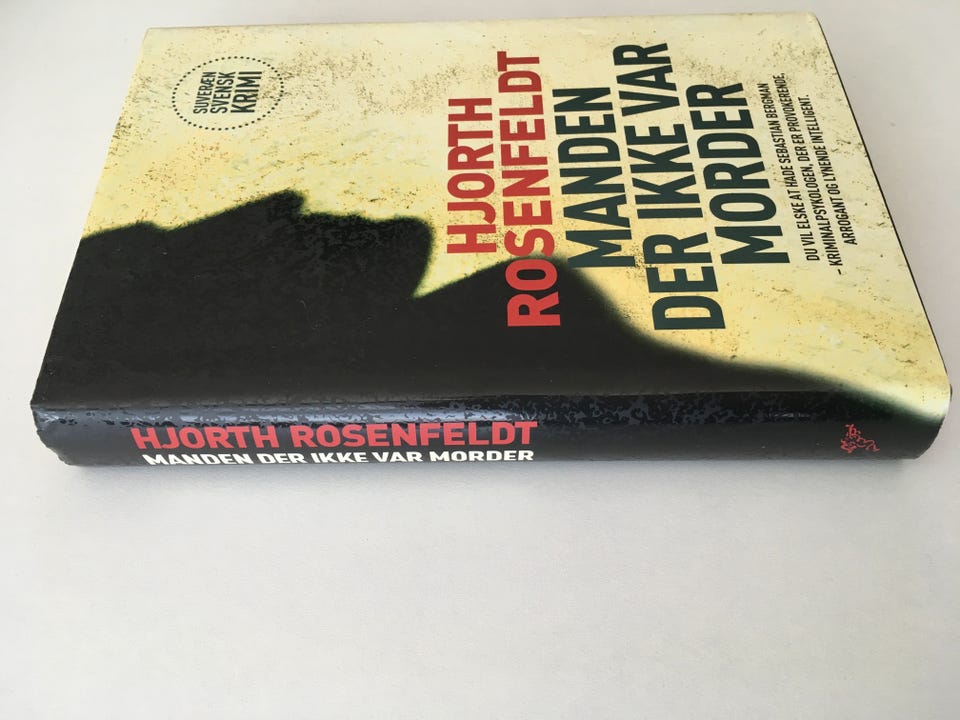 SUVERÆN
SVENSK
KRIMI
HJORTH
ROSENFELDT
MANDEN
DER IKKE VAR
MORDER
DU VIL ELSKE AT HADE SEBASTIAN BERGMAN
– KRIMINALPSYKOLOGEN, DER ER PROVOKERENDE,
ARROGANT OG LYNENDE INTELLIGENT.
HJORTH ROSENFELDT
MANDEN DER IKKE VAR MORDER